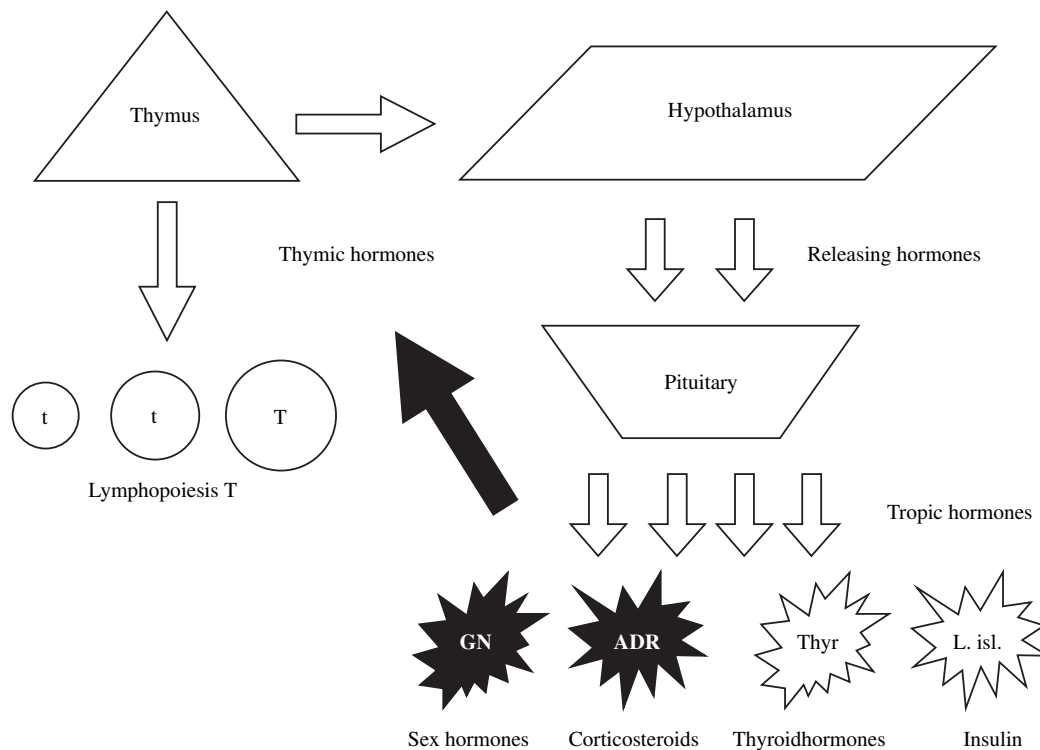 Thymus
Hypothalamus
Thymic hormones
Releasing hormones
Pituitary
t
t
T
Lymphopoiesis T
Tropic hormones
GN
ADR
Thyr
L. isl.
Sex hormones
Corticosteroids
Thyroidhormones
Insulin